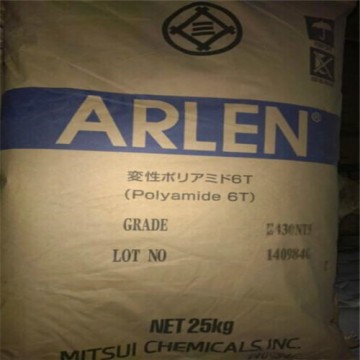 ARLEN®
変性ポリアミド6T
(Polyamide 6T)
GRADE
LOT NO 1409846
NET 25kg
MITSUI CHEMICALS, INC.